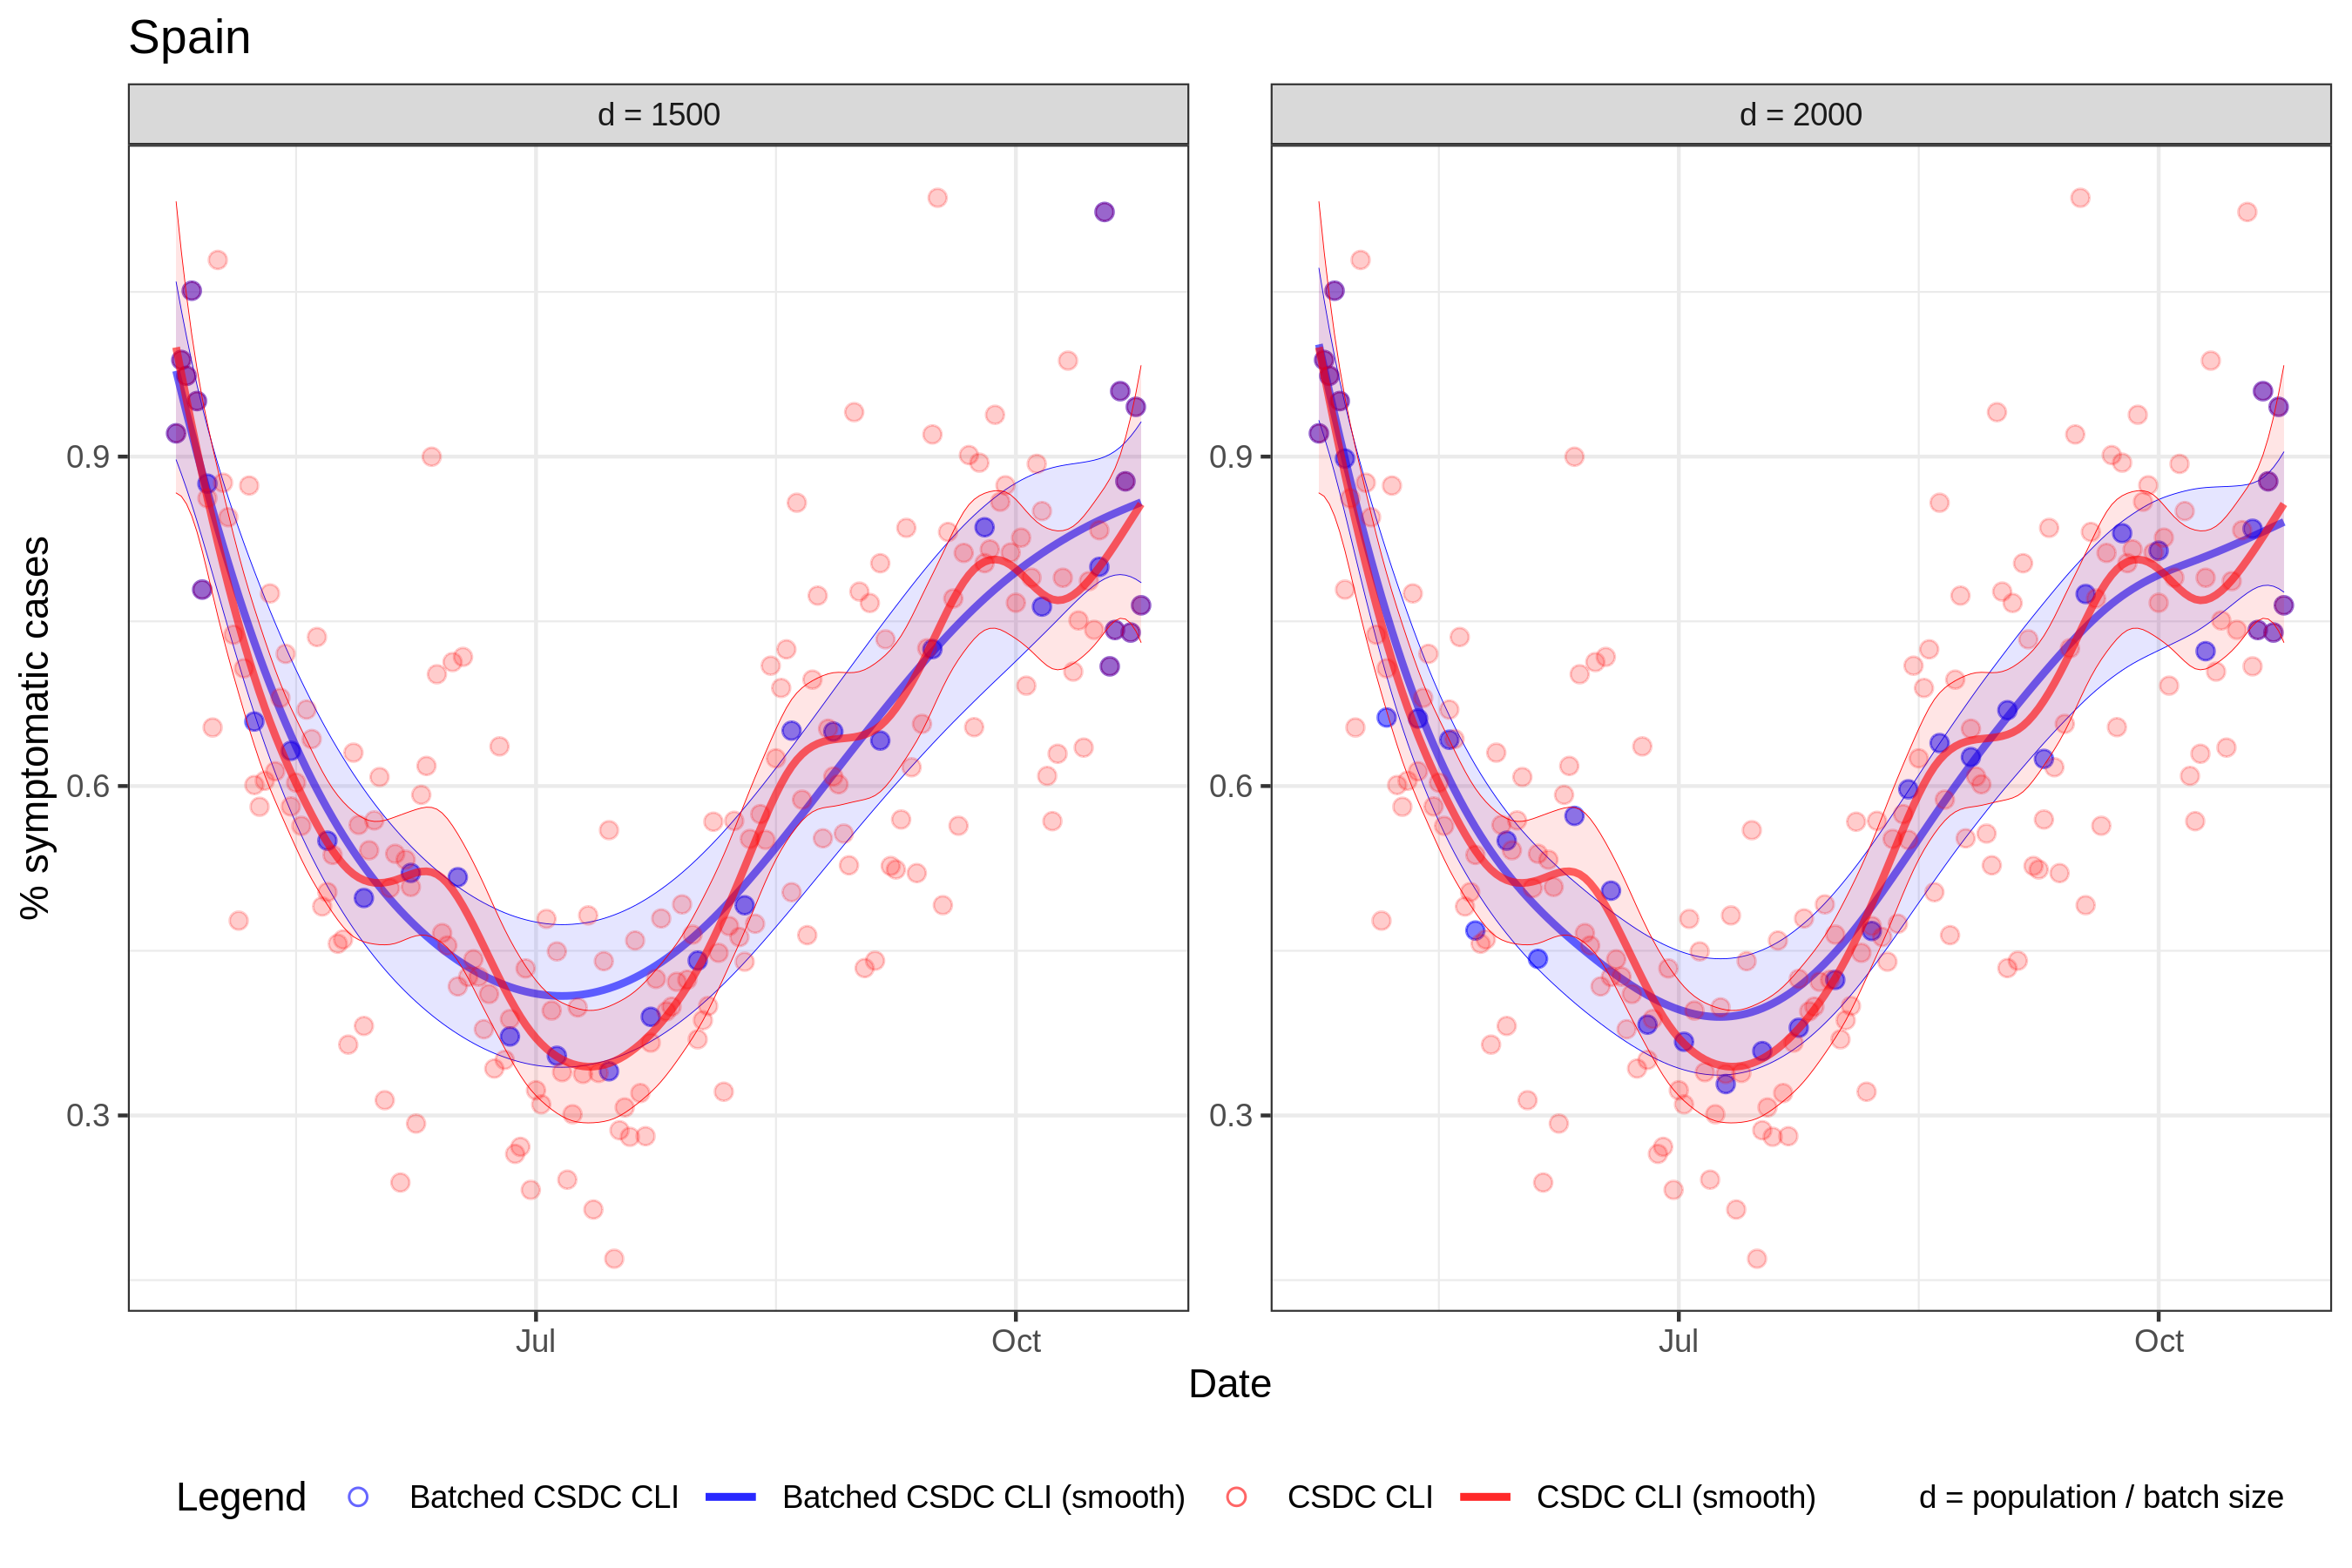 Spain
d = 1500
d = 2000
% symptomatic cases
0.9
0.6
0.3
0.9
0.6
0.3
Jul
Oct
Jul
Oct
Date
Legend
Batched CSDC CLI
Batched CSDC CLI (smooth)
CSDC CLI
CSDC CLI (smooth)
d = population / batch size